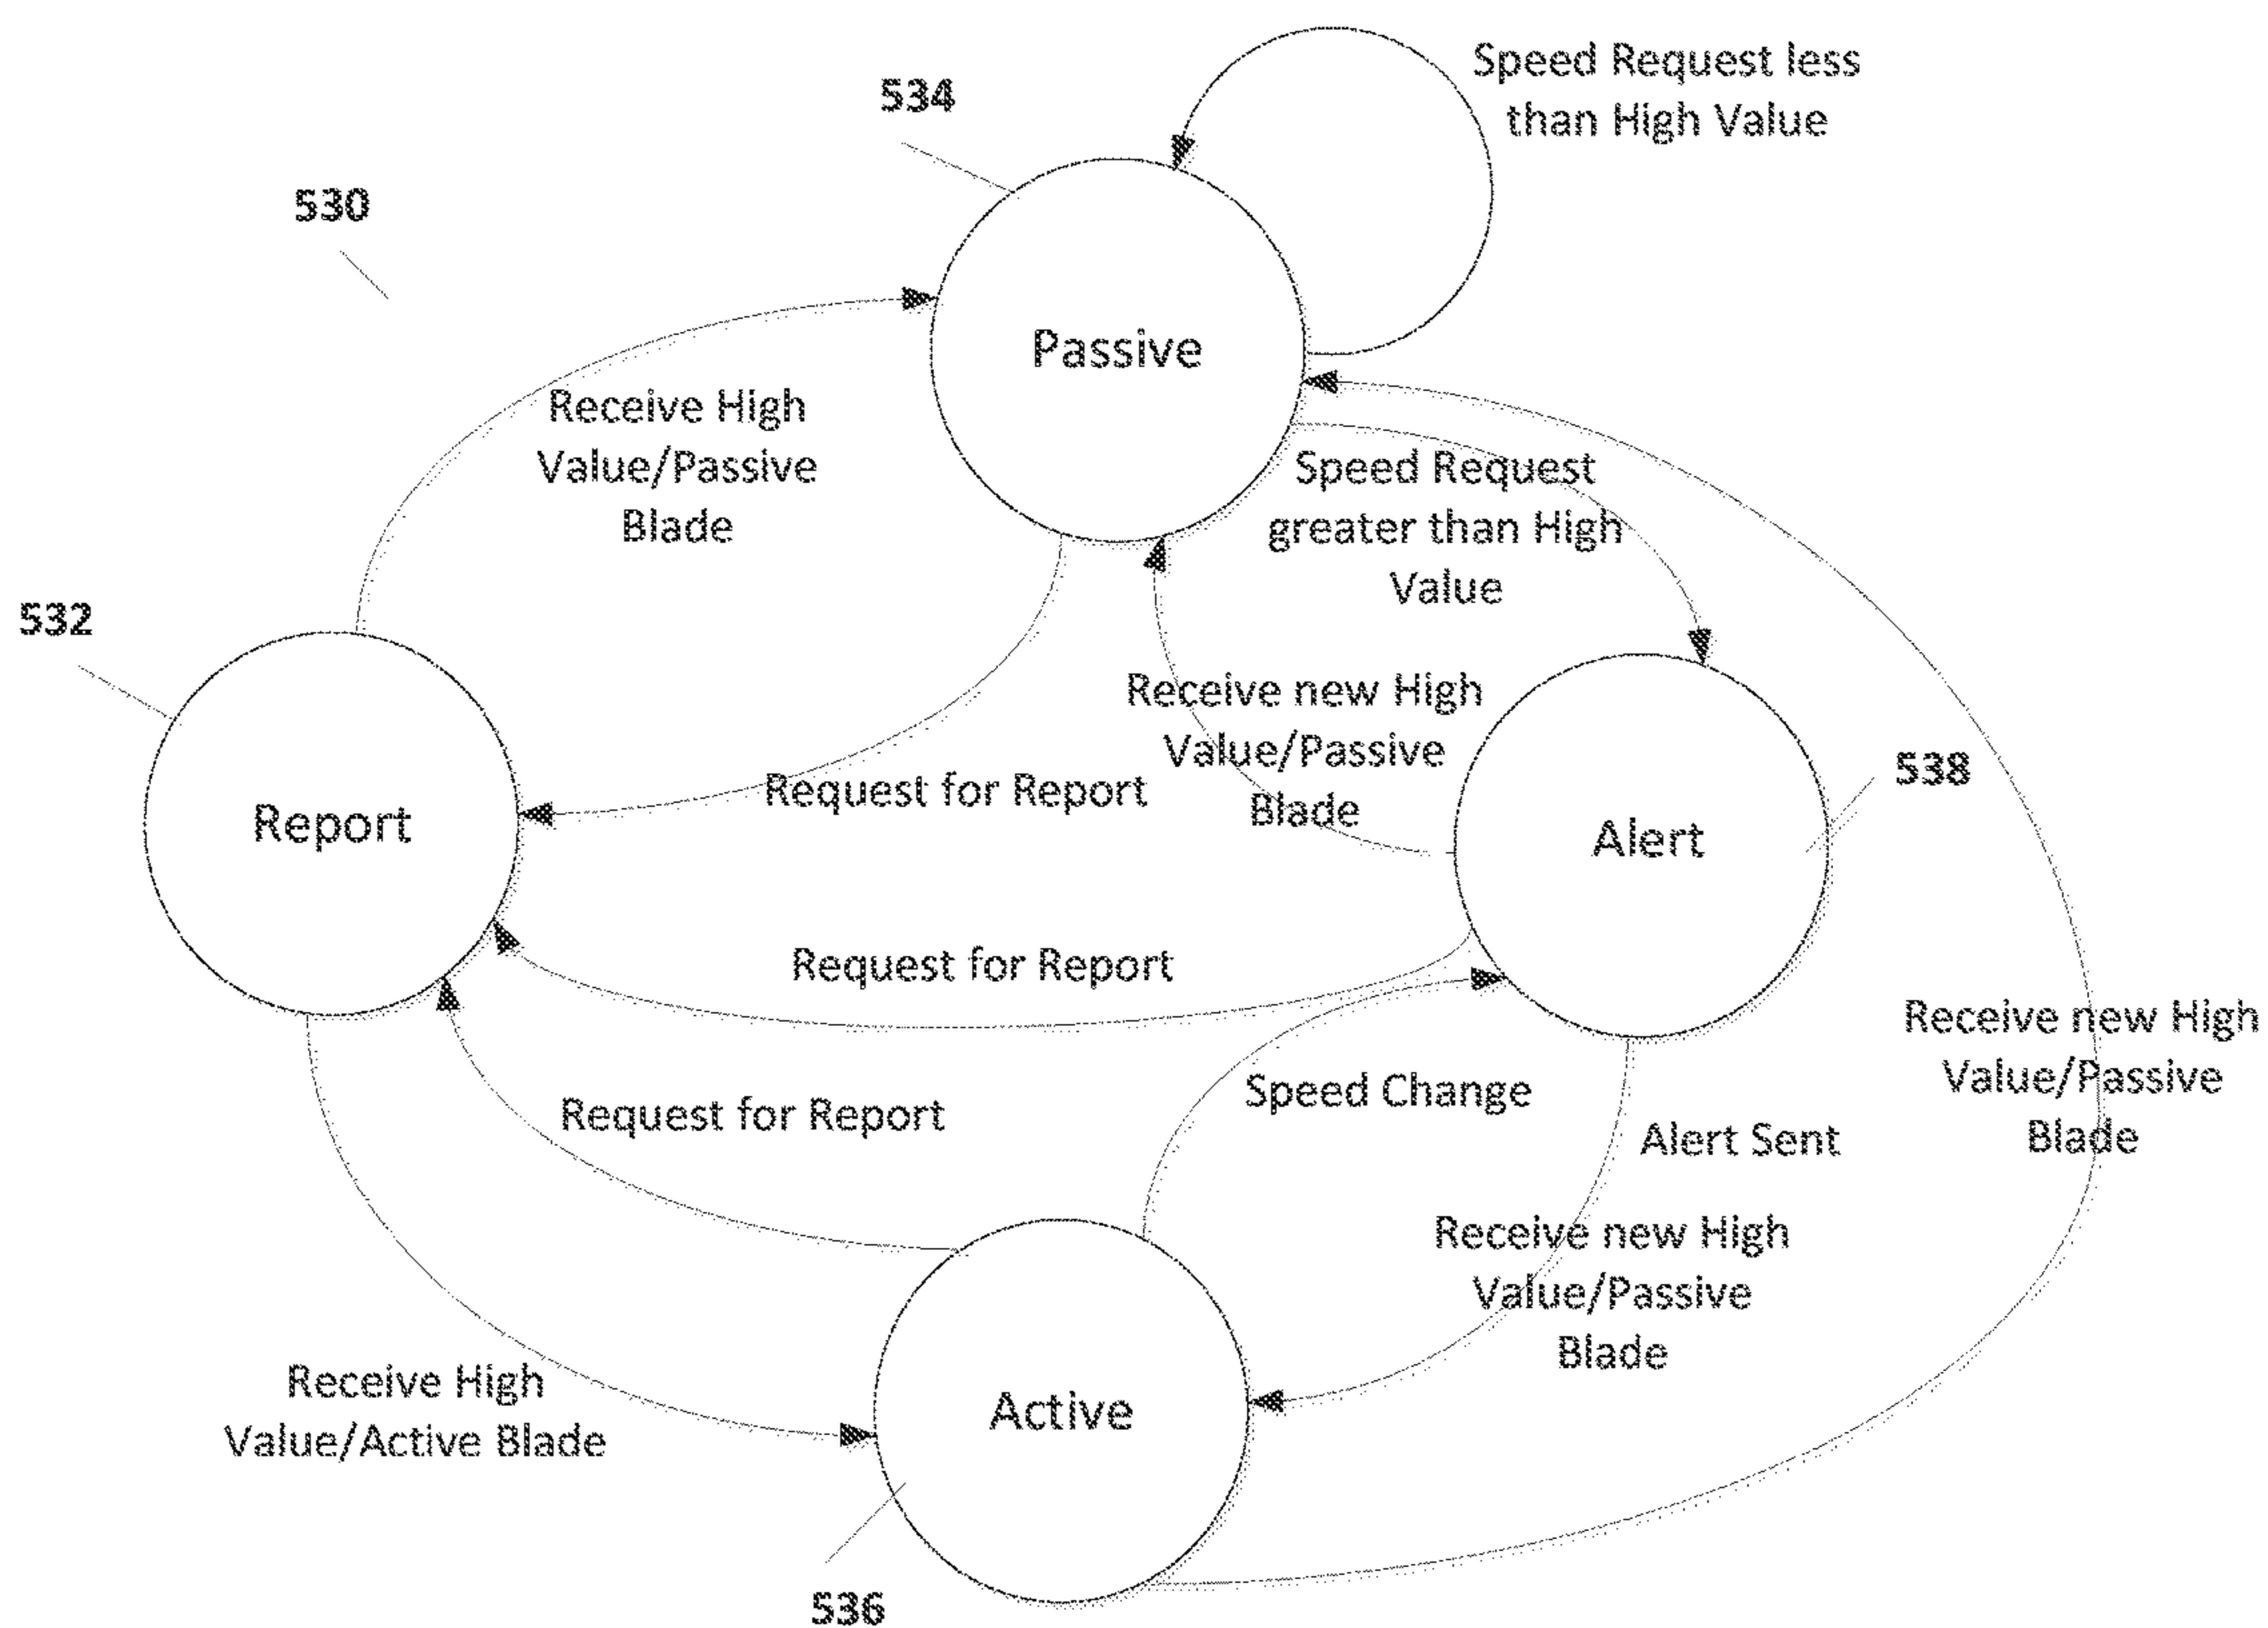 534
Speed Request less
than High Value
530
Passive
Receive High
Value/Passive
Blade
Speed Request
greater than High
Value
532
Receive new High
Value/Passive
Blade
Request for Report
538
Report
Alert
Request for Report
Receive new High
Value/Passive
Blade
Speed Change
Request for Report
Alert Sent
Receive new High
Value/Passive
Blade
Receive High
Value/Active Blade
Active
536